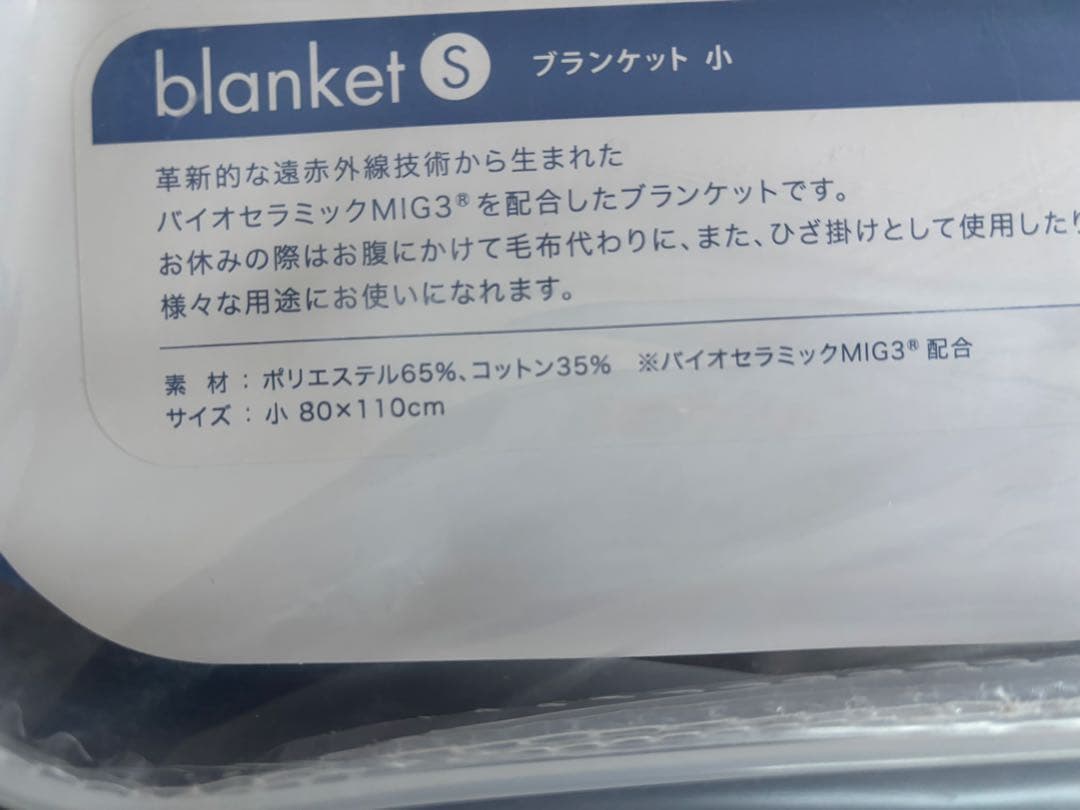 blanket S ブランケット 小
革新的な遠赤外線技術から生まれた
バイオセラミックMIG3®を配合したブランケットです。
お休みの際はお腹にかけて毛布代わりに、また、ひざ掛けとして使用したり
様々な用途にお使いになれます。
素 材 : ポリエステル65%、コットン35% ※バイオセラミックMIG3®配合
サイズ : 小 80×110cm